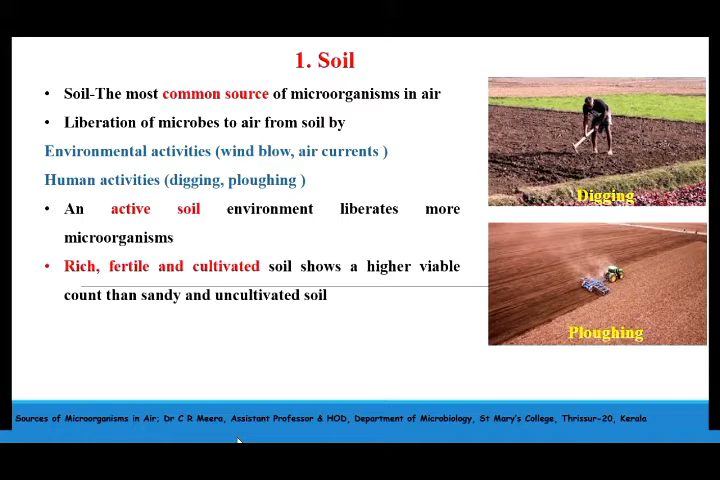 1. Soil
• Soil-The most common source of microorganisms in air
• Liberation of microbes to air from soil by
Environmental activities (wind blow, air currents )
Human activities (digging, ploughing )
• An active soil environment liberates more
microorganisms
• Rich, fertile and cultivated soil shows a higher viable
count than sandy and uncultivated soil
Digging
Ploughing
Sources of Microorganisms in Air; Dr C R Meera, Assistant Professor & HOD, Department of Microbiology, St Mary's College, Thrissur-20, Kerala